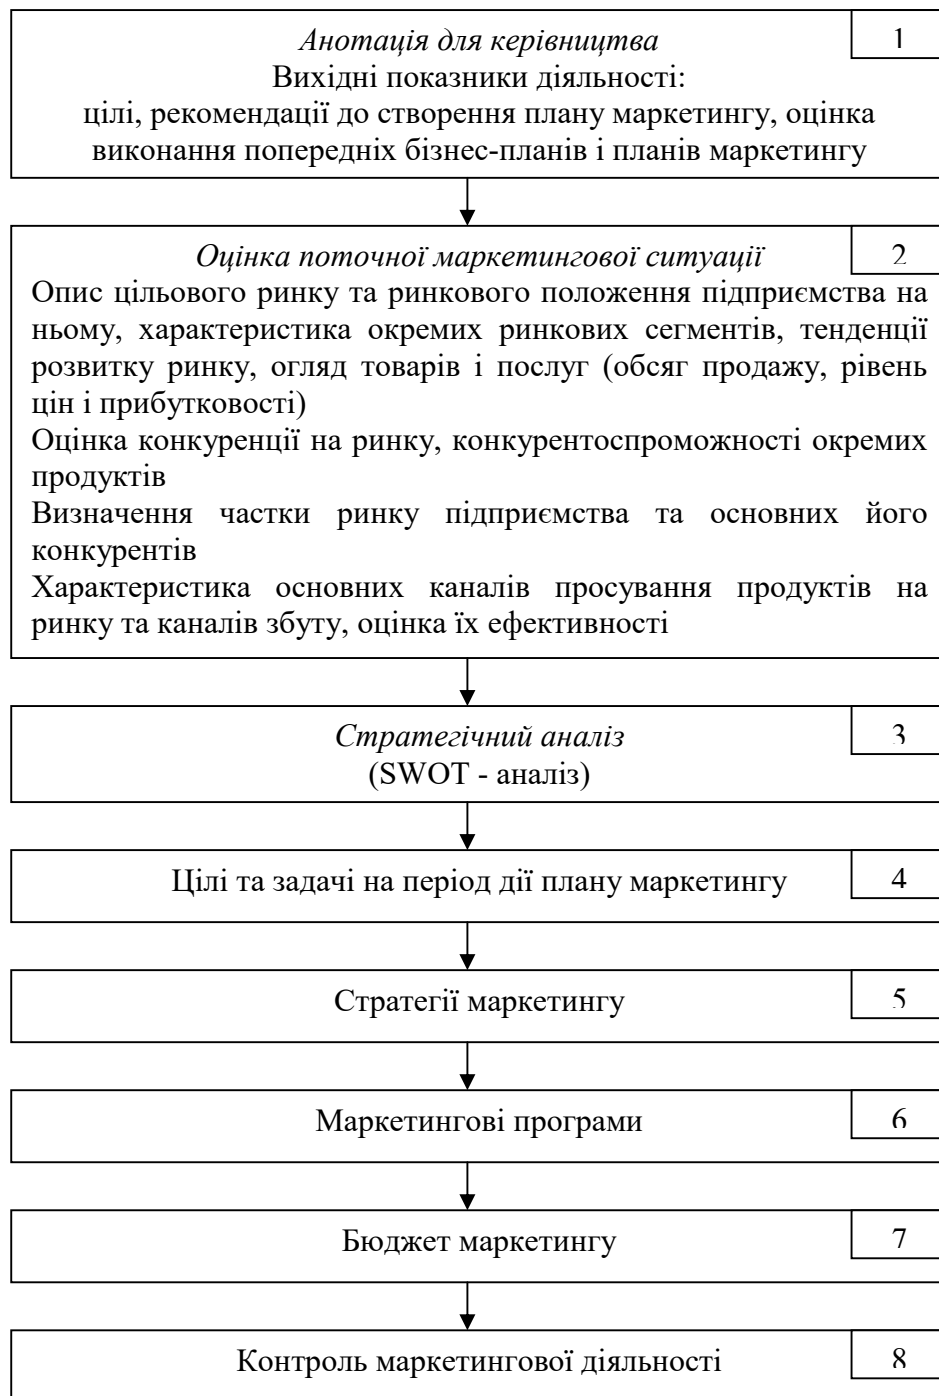 Анотація для керівництва
1
Вихідні показники діяльності:
цілі, рекомендації до створення плану маркетингу, оцінка
виконання попередніх бізнес-планів і планів маркетингу
Оцінка поточної маркетингової ситуації
2
Опис цільового ринку та ринкового положення підприємства на
ньому, характеристика окремих ринкових сегментів, тенденції
розвитку ринку, огляд товарів і послуг (обсяг продажу, рівень
цін і прибутковості)
Оцінка конкуренції на ринку, конкурентоспроможності окремих
продуктів
Визначення частки ринку підприємства та основних його
конкурентів
Характеристика основних каналів просування продуктів на
ринку та каналів збуту, оцінка їх ефективності
Стратегічний аналіз
3
(SWOT - аналіз)
Цілі та задачі на період дії плану маркетингу
4
Стратегії маркетингу
5
Маркетингові програми
6
Бюджет маркетингу
7
Контроль маркетингової діяльності
8